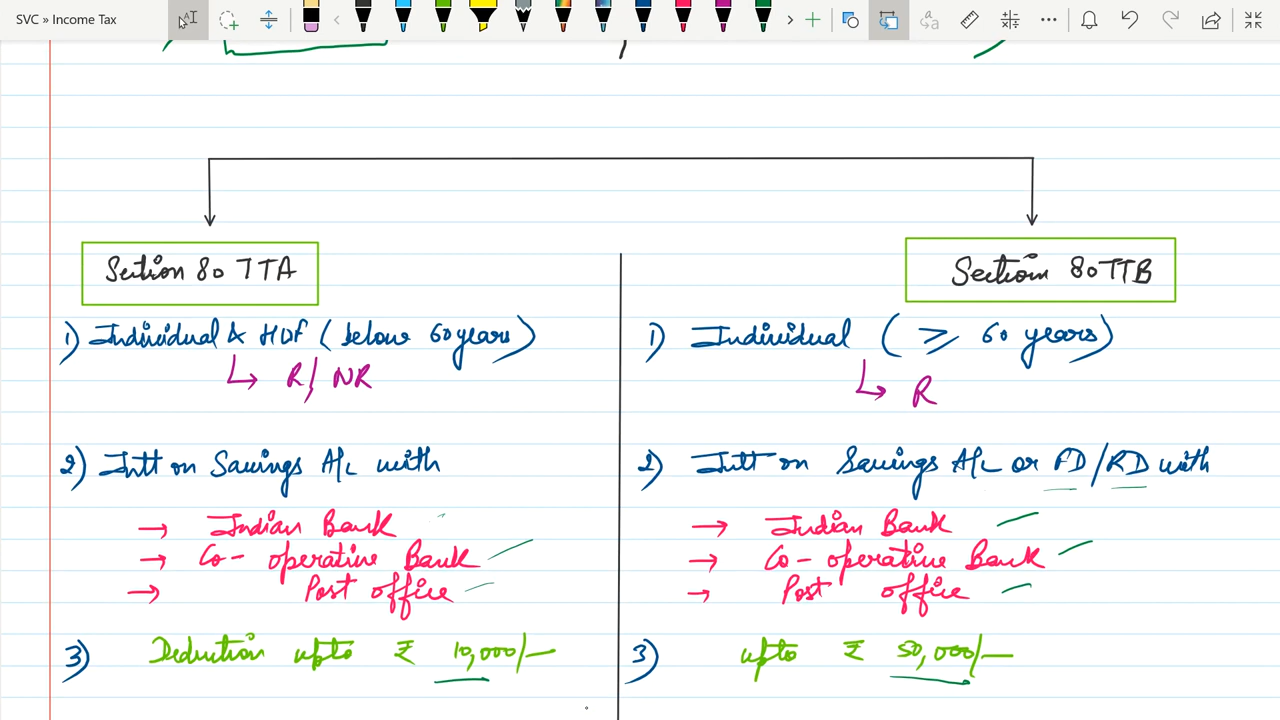 SVC » Income Tax
Section 80 TTA
1) Individual & HUF (below 60 years)
R/ NR
2) Intt on Savings A/c with
→ Indian Bank
→ Co-operative Bank
→ Post office
3) Deduction upto ₹ 10,000/-
Section 80TTB
1) Individual (≥ 60 years)
R
2) Intt on Savings A/c or FD/RD with
→ Indian Bank
→ Co-operative Bank
→ Post office
3) upto ₹ 50,000/-